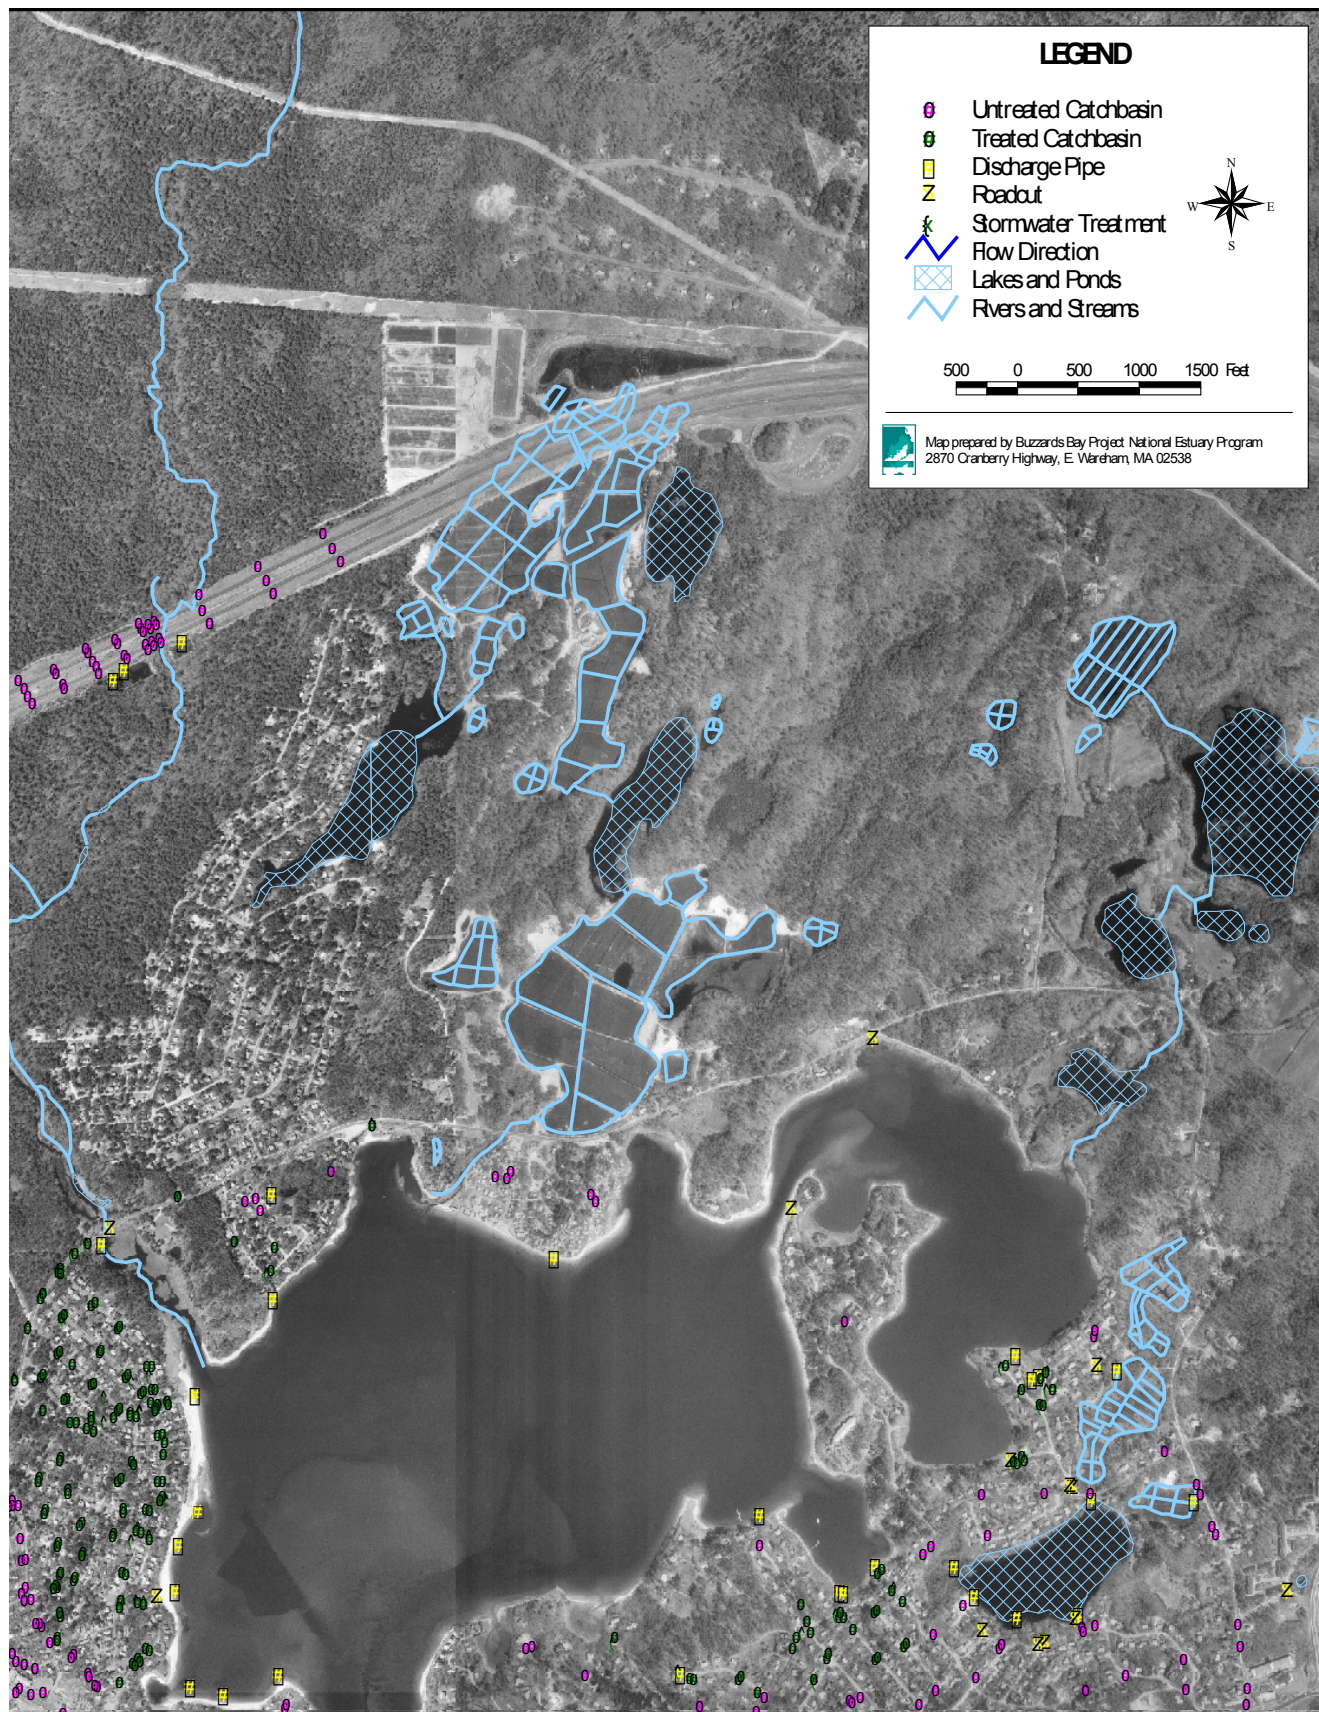 LEGEND
Untreated Catchbasin
Treated Catchbasin
Discharge Pipe
Z Roadcut
Stormwater Treatment
Flow Direction
Lakes and Ponds
Rivers and Streams
N
W E
S
500 0 500 1000 1500 Feet
Map prepared by Buzzards Bay Project National Estuary Program
2870 Cranberry Highway, E. Wareham, MA 02538